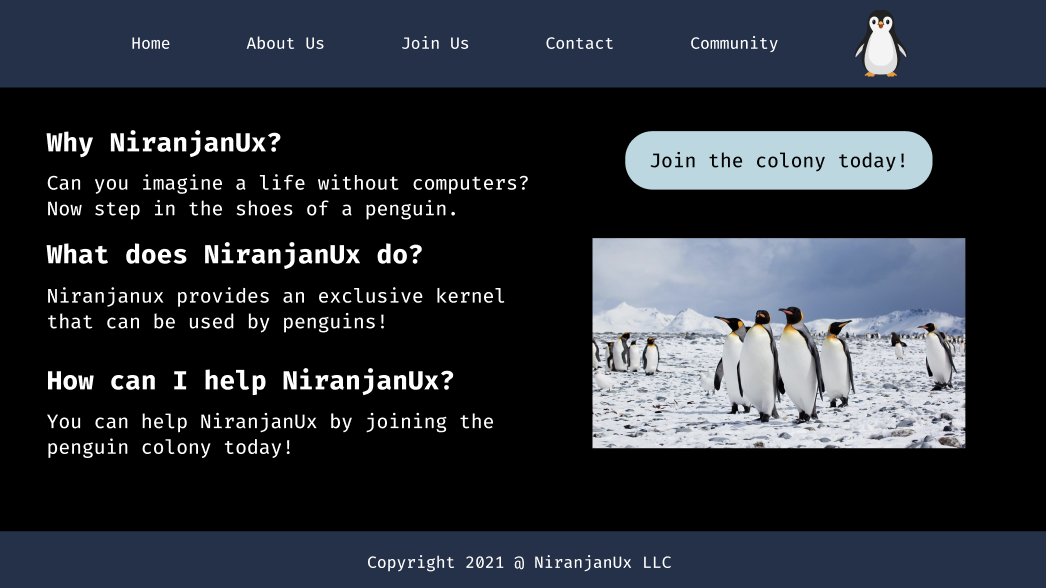 Home About Us Join Us Contact Community
Why NiranjanUx?
Can you imagine a life without computers?
Now step in the shoes of a penguin.
What does NiranjanUx do?
Niranjanux provides an exclusive kernel
that can be used by penguins!
How can I help NiranjanUx?
You can help NiranjanUx by joining the
penguin colony today!
Join the colony today!
Copyright 2021 @ NiranjanUx LLC